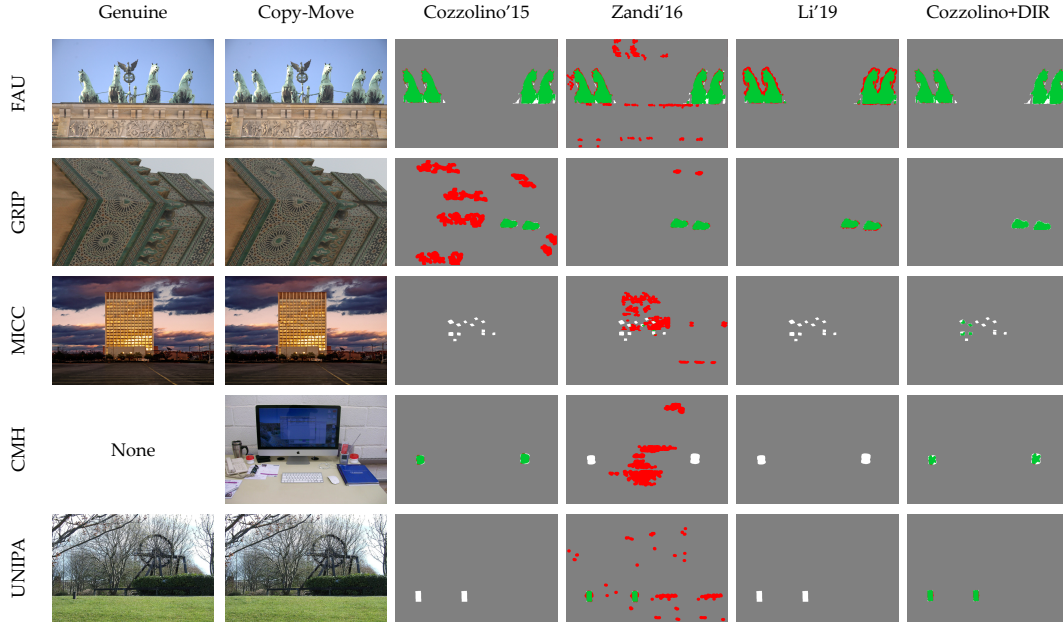 Genuine Copy-Move Cozzolino’15 Zandi’16 Li’19 Cozzolino+DIR
FAU
GRIP
MICC
CMH
None
UNIPA